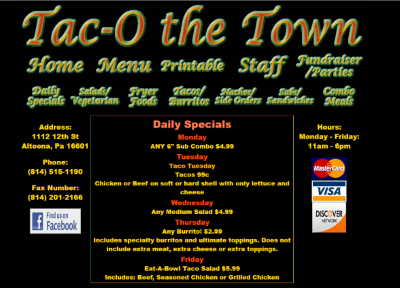 Tac-O the Town
Home Menu Printable Staff Fundraiser
/Parties
Daily
Specials
Salads/
Vegetarian
Fryer
Foods
Tacos/
Burritos
Nachos/
Side Orders
Subs/
Sandwiches
Combo
Meals
Address:
1112 12th St
Altoona, Pa 16601
Phone:
(814) 515-1190
Fax Number:
(814) 201-2166
Find us on
Facebook
Daily Specials
Monday
ANY 6" Sub Combo $4.99
Tuesday
Taco Tuesday
Tacos 99c
Chicken or Beef on soft or hard shell with only lettuce and
cheese
Wednesday
Any Medium Salad $4.99
Thursday
Any Burrito! $2.99
Includes specialty burritos and ultimate toppings. Does not
include extra meat, extra cheese or extra toppings.
Friday
Eat-A-Bowl Taco Salad $5.99
Includes: Beef, Seasoned Chicken or Grilled Chicken
Hours:
Monday - Friday:
11am - 6pm
MasterCard
VISA
DISCOVER
NETWORK